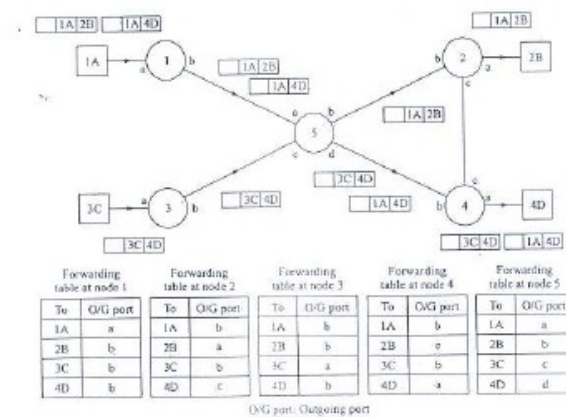 1A 2B 1A 4D
1A 2B
1A
a
1
b
1A 2B
1A 4D
b
2
a
c
2B
1A 2B
a
b
5
c
d
3C
a
3
b
3C 4D
3C 4D
1A 4D
c
b
4
a
4D
3C 4D
3C 4D 1A 4D
Forwarding
table at node 1
To O/G port
1A a
2B b
3C b
4D b
Forwarding
table at node 2
To O/G port
1A b
2B a
3C b
4D c
Forwarding
table at node 3
To O/G port
1A b
2B b
3C a
4D b
Forwarding
table at node 4
To O/G port
1A b
2B c
3C b
4D a
Forwarding
table at node 5
To O/G port
1A a
2B b
3C c
4D d
O/G port: Outgoing port